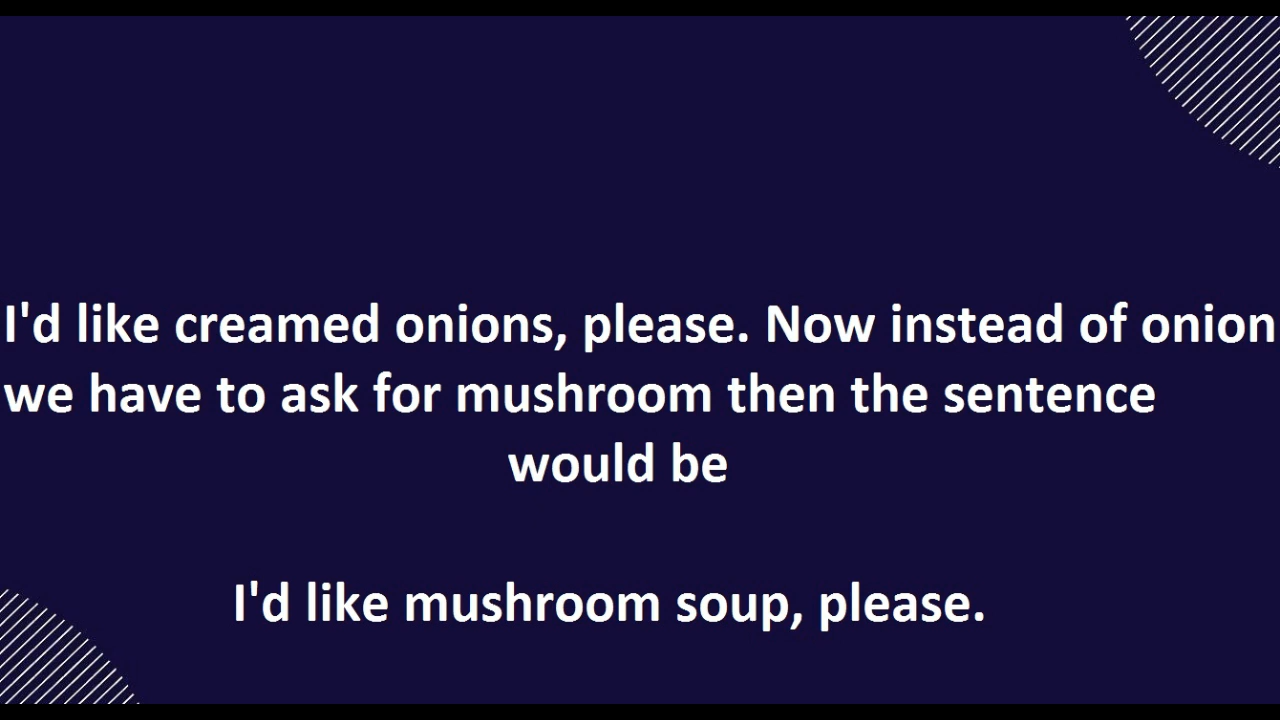 I'd like creamed onions, please. Now instead of onion
we have to ask for mushroom then the sentence
would be
I'd like mushroom soup, please.